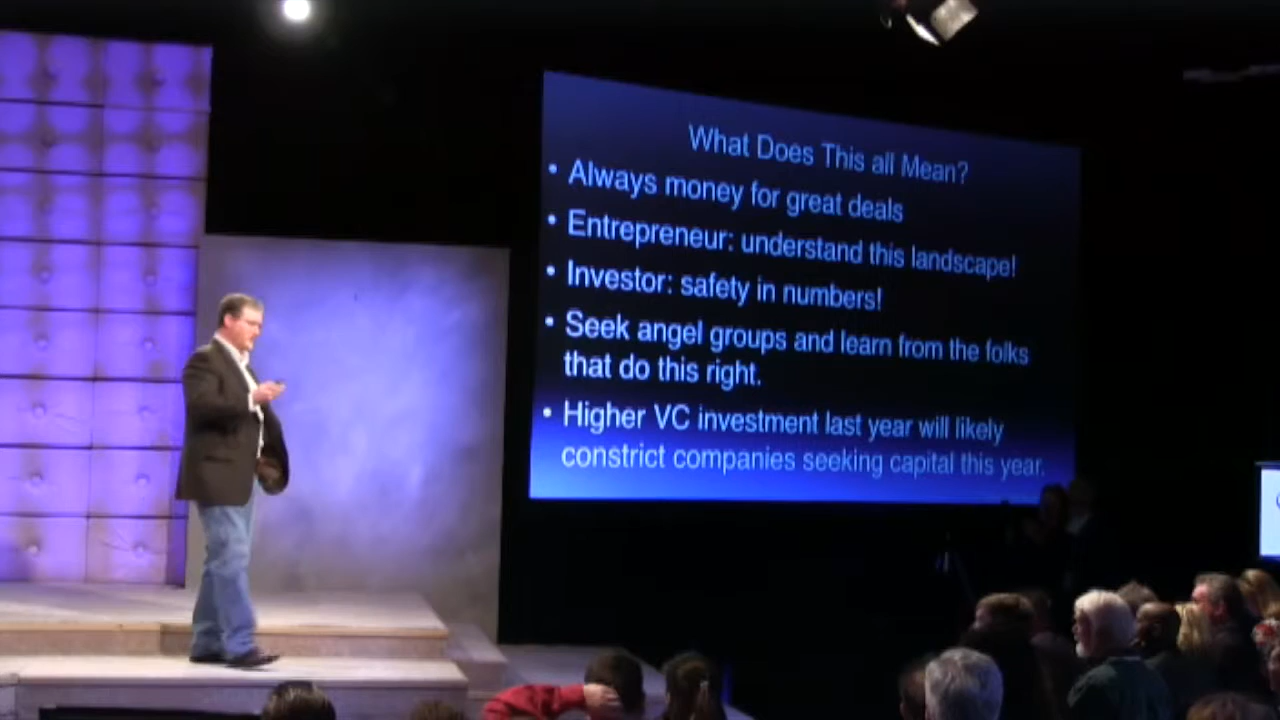 What Does This all Mean?
• Always money for great deals
• Entrepreneur: understand this landscape!
• Investor: safety in numbers!
• Seek angel groups and learn from the folks
that do this right.
• Higher VC investment last year will likely
constrict companies seeking capital this year.